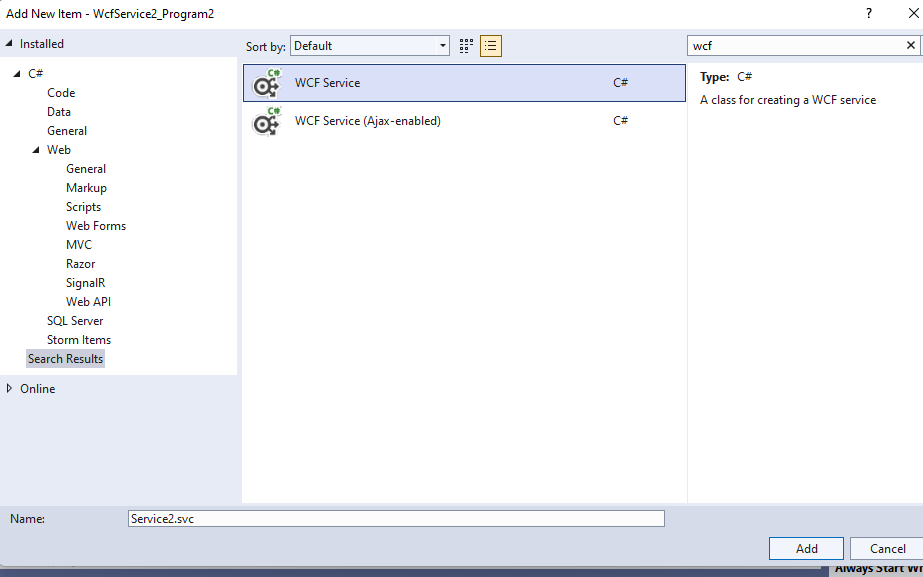 Add New Item - WcfService2_Program2
?
Installed
Sort by:
Default
wcf
C#
Code
Data
General
Web
General
Markup
Scripts
Web Forms
MVC
Razor
SignalR
Web API
SQL Server
Storm Items
Search Results
Online
C#
WCF Service
C#
C#
WCF Service (Ajax-enabled)
C#
Type: C#
A class for creating a WCF service
Name:
Service2.svc
Add
Cancel
Always Start